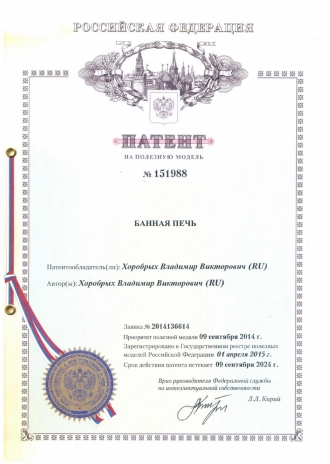 РОССИЙСКАЯ ФЕДЕРАЦИЯ
ПАТЕНТ
НА ПОЛЕЗНУЮ МОДЕЛЬ
№ 151988
БАННАЯ ПЕЧЬ
Патентообладатель(ли): Хоробрых Владимир Викторович (RU)
Автор(ы): Хоробрых Владимир Викторович (RU)
Заявка № 2014136614
Приоритет полезной модели 09 сентября 2014 г.
Зарегистрировано в Государственном реестре полезных
моделей Российской Федерации 01 апреля 2015 г.
Срок действия патента истекает 09 сентября 2024 г.
Врио руководителя Федеральной службы
по интеллектуальной собственности
Л.Л. Кирий